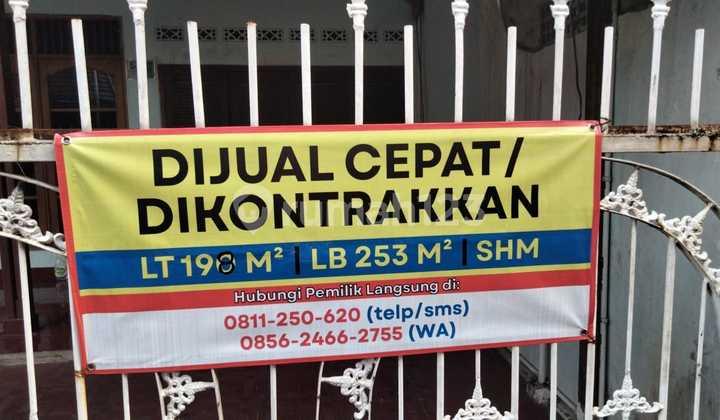 DIJUAL CEPAT/
DIKONTRAKKAN
LT 198 M² | LB 253 M² | SHM
Hubungi Pemilik Langsung di:
0811-250-620 (telp/sms)
0856-2466-2755 (WA)
rumah123